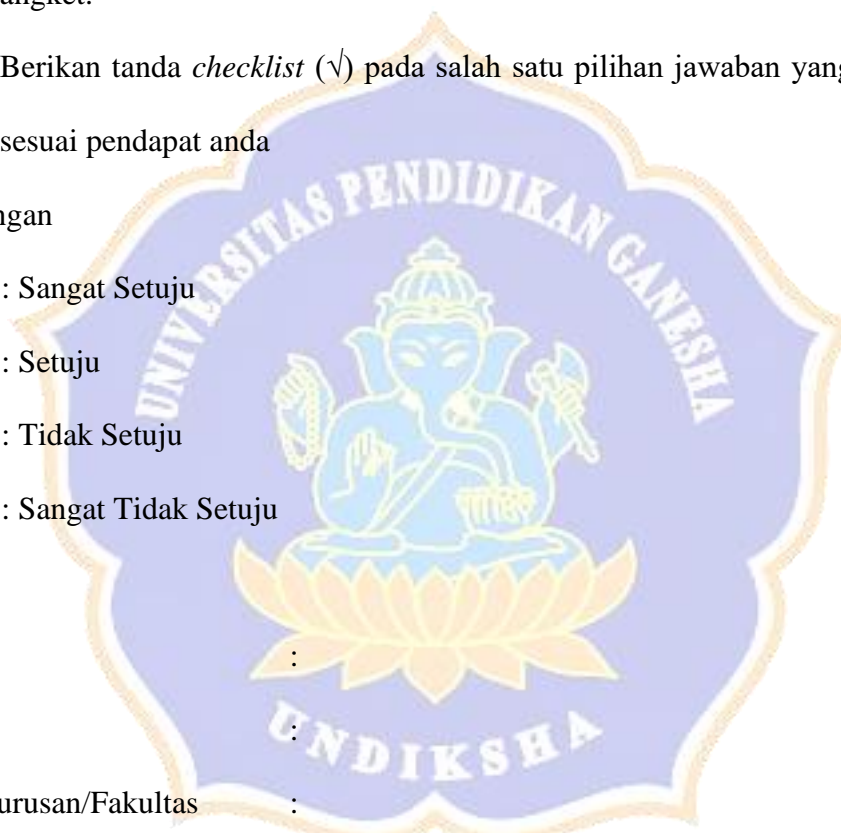 angket.
Berikan tanda checklist (√) pada salah satu pilihan jawaban yang
sesuai pendapat anda
ngan
: Sangat Setuju
: Setuju
: Tidak Setuju
: Sangat Tidak Setuju
:
:
urusan/Fakultas :
UNIVERSITAS PENDIDIKAN GANESHA
UNDIKSHA